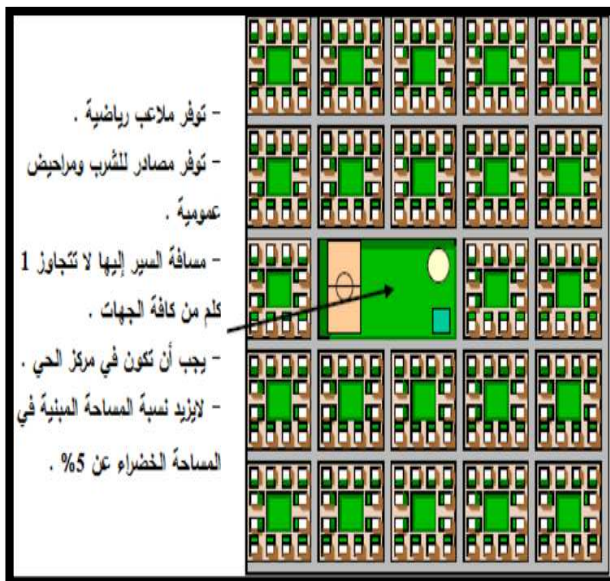 - توفر ملاعب رياضية .
- توفر مصادر للشرب ومراحيض
عمومية .
- مسافة السير إليها لا تتجاوز 1
كلم من كافة الجهات .
- يجب أن تكون في مركز الحي .
- لايزيد نسبة المساحة المبنية في
المساحة الخضراء عن 5% .